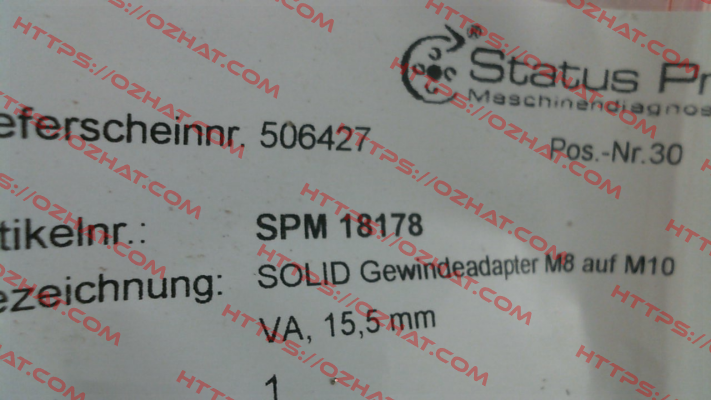 Status Pr
Maschinendiagnos
eferscheinnr. 506427
Pos.-Nr.30
tikelnr.: SPM 18178
ezeichnung: SOLID Gewindeadapter M8 auf M10
VA, 15,5 mm
1
HTTPS://OZHAT.COM